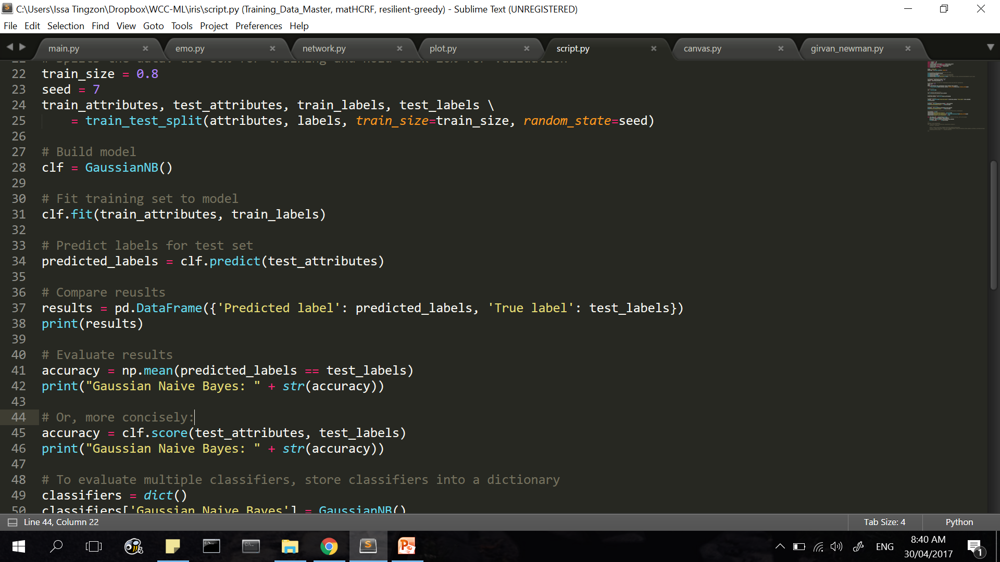 C:\Users\Issa Tingzon\Dropbox\WCC-ML\iris\script.py (Training_Data_Master, matHCRF, resilient-greedy) - Sublime Text (UNREGISTERED)
File Edit Selection Find View Goto Tools Project Preferences Help
main.py emo.py network.py plot.py script.py canvas.py girvan_newman.py
22 train_size = 0.8
23 seed = 7
24 train_attributes, test_attributes, train_labels, test_labels \
25 = train_test_split(attributes, labels, train_size=train_size, random_state=seed)
26
27 # Build model
28 clf = GaussianNB()
29
30 # Fit training set to model
31 clf.fit(train_attributes, train_labels)
32
33 # Predict labels for test set
34 predicted_labels = clf.predict(test_attributes)
35
36 # Compare reuslts
37 results = pd.DataFrame({'Predicted label': predicted_labels, 'True label': test_labels})
38 print(results)
39
40 # Evaluate results
41 accuracy = np.mean(predicted_labels == test_labels)
42 print("Gaussian Naive Bayes: " + str(accuracy))
43
44 # Or, more concisely:
45 accuracy = clf.score(test_attributes, test_labels)
46 print("Gaussian Naive Bayes: " + str(accuracy))
47
48 # To evaluate multiple classifiers, store classifiers into a dictionary
49 classifiers = dict()
50 classifiers['Gaussian Naive Bayes'] = GaussianNB()
Line 44, Column 22 Tab Size: 4 Python
ENG 8:40 AM
30/04/2017 1